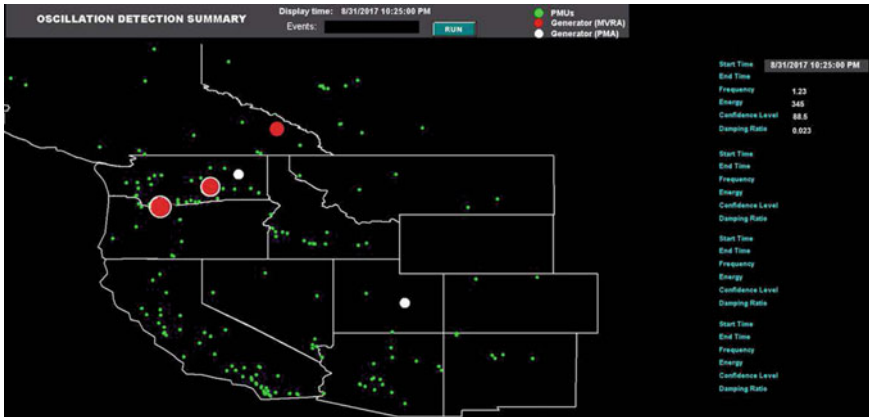 OSCILLATION DETECTION SUMMARY
Display time: 8/31/2017 10:25:00 PM
Events:
RUN
PMUs
Generator (MVRA)
Generator (PMA)
Start Time 8/31/2017 10:25:00 PM
End Time
Frequency 1.23
Energy 345
Confidence Level 88.5
Damping Ratio 0.023
Start Time
End Time
Frequency
Energy
Confidence Level
Damping Ratio
Start Time
End Time
Frequency
Energy
Confidence Level
Damping Ratio
Start Time
End Time
Frequency
Energy
Confidence Level
Damping Ratio